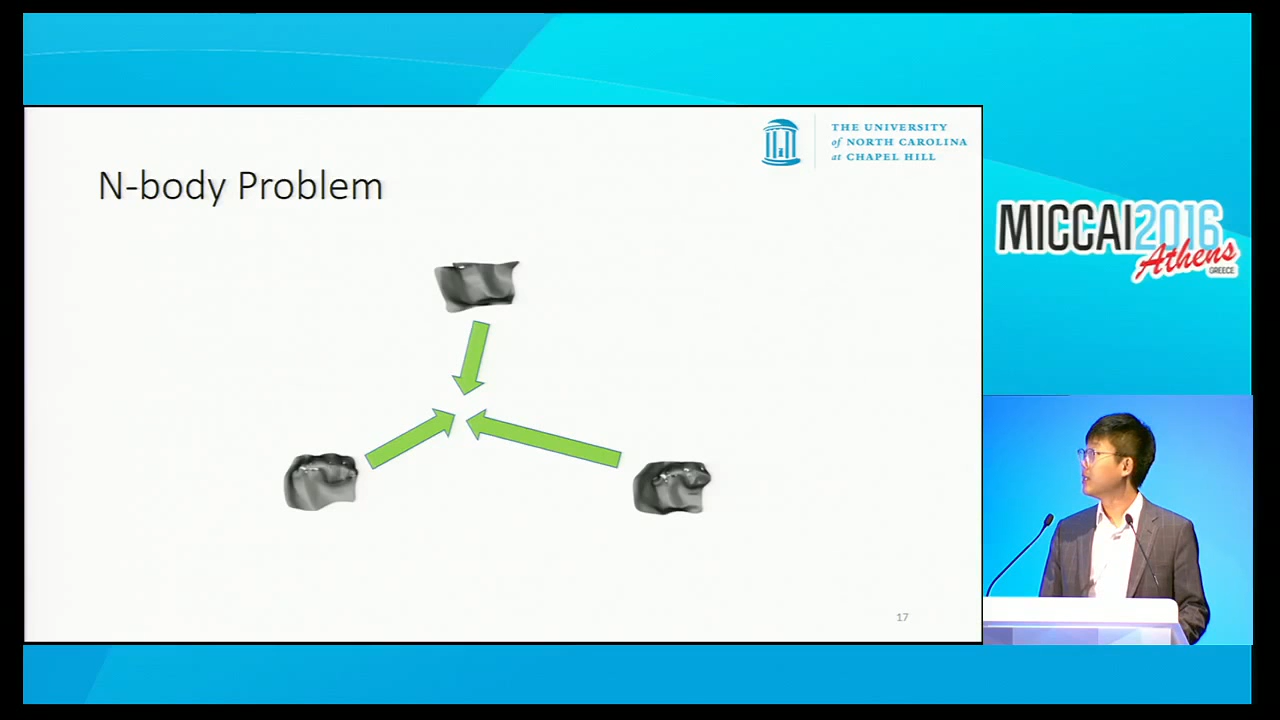 THE UNIVERSITY
of NORTH CAROLINA
at CHAPEL HILL
N-body Problem
MICCAI2016
Athens
GREECE
17